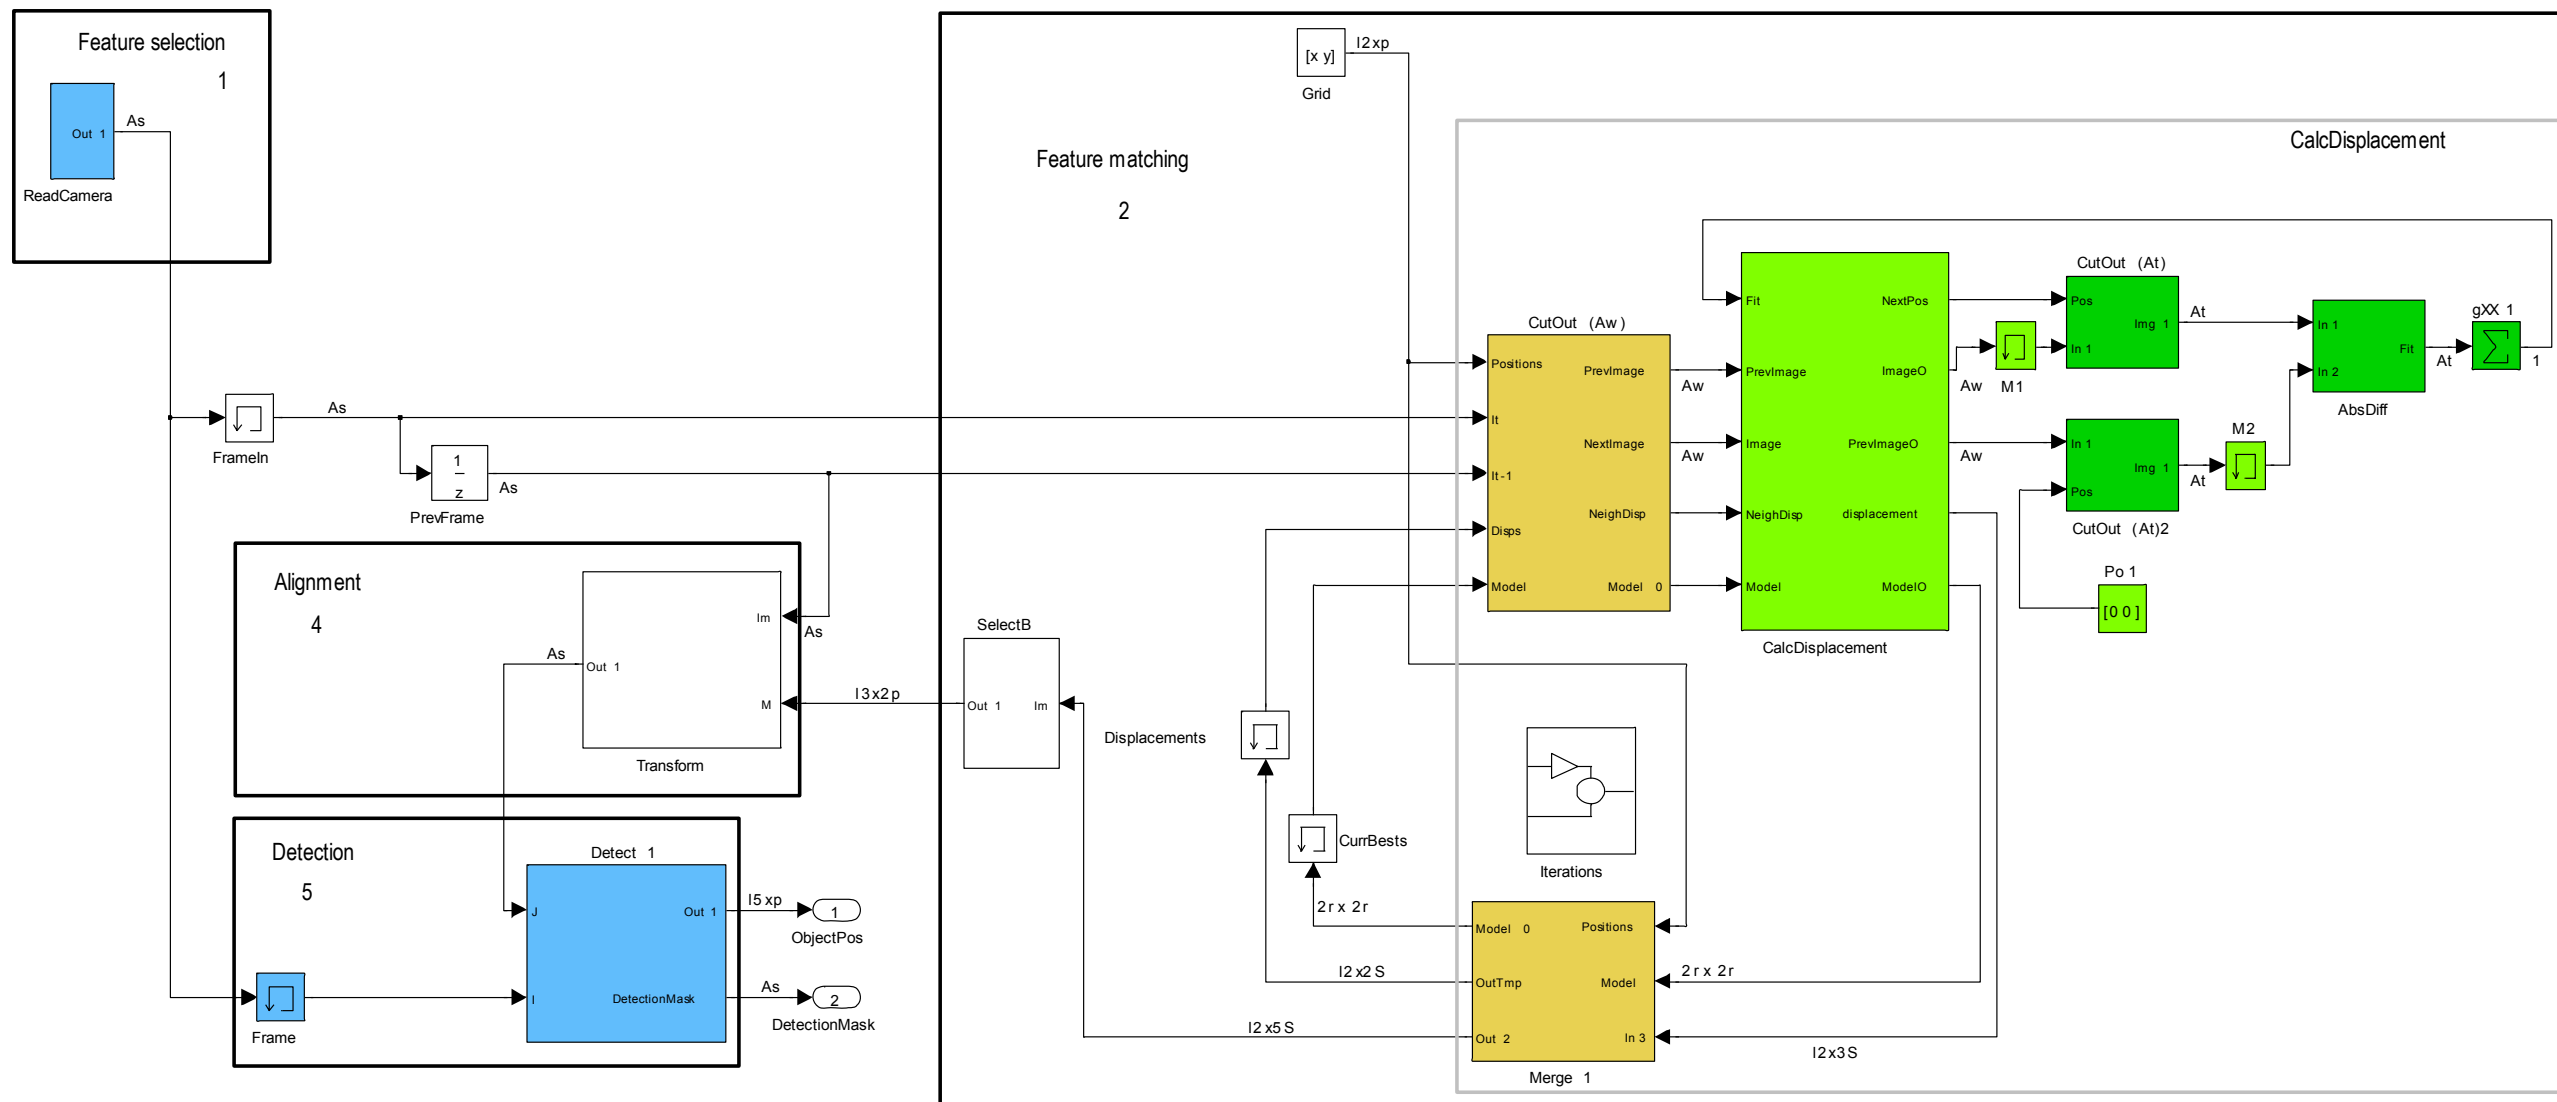 Feature selection
1
Out 1
As
ReadCamera
Feature matching
2
[x y]
I2xp
Grid
CalcDisplacement
FrameIn
As
1
z
PrevFrame
As
Alignment
4
Im
As
Out 1
As
M
Transform
I3x2p
SelectB
Out 1
Im
Detection
5
Detect 1
J
Out 1
I
DetectionMask
Frame
I5xp
1
ObjectPos
As
2
DetectionMask
Displacements
CurrBests
2r x 2r
I2x2S
I2x5S
CutOut (Aw)
Positions
PrevImage
It
NextImage
It-1
NeighDisp
Disps
Model
Model 0
Aw
Aw
Fit
NextPos
PrevImage
ImageO
Image
PrevImageO
NeighDisp
displacement
Model
ModelO
CalcDisplacement
Aw
M1
Aw
CutOut (At)
Pos
Img 1
In 1
At
In 1
Img 1
Pos
CutOut (At)2
At
M2
Po 1
[0 0]
In 1
Fit
In 2
AbsDiff
At
gXX 1
1
Iterations
Model 0
Positions
OutTmp
Model
Out 2
In 3
Merge 1
2r x 2r
I2x3S